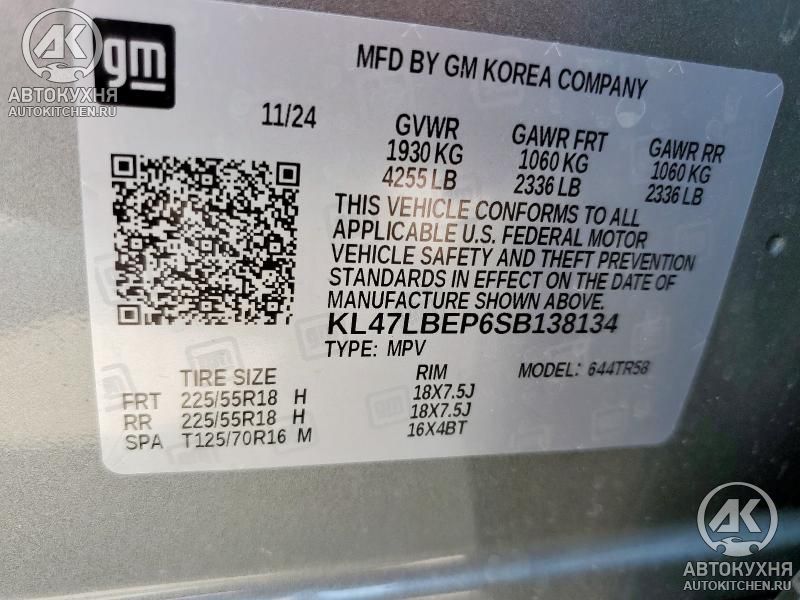 gm
MFD BY GM KOREA COMPANY
11/24
GVWR
1930 KG
4255 LB
GAWR FRT
1060 KG
2336 LB
GAWR RR
1060 KG
2336 LB
THIS VEHICLE CONFORMS TO ALL
APPLICABLE U.S. FEDERAL MOTOR
VEHICLE SAFETY AND THEFT PREVENTION
STANDARDS IN EFFECT ON THE DATE OF
MANUFACTURE SHOWN ABOVE.
KL47LBEP6SB138134
TYPE: MPV
MODEL: 644TR58
TIRE SIZE
RIM
FRT 225/55R18 H 18X7.5J
RR 225/55R18 H 18X7.5J
SPA T125/70R16 M 16X4BT
АК
АВТОКУХНЯ
AUTOKITCHEN.RU
АК
АВТОКУХНЯ
AUTOKITCHEN.RU